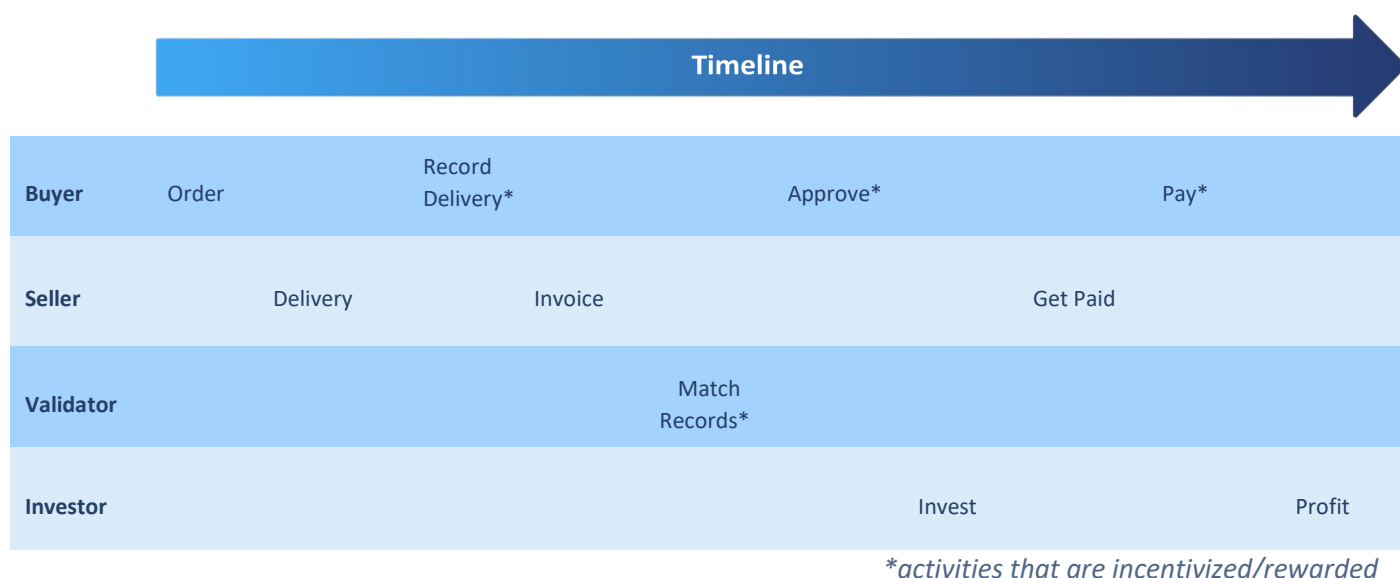 Timeline
Buyer
Order
Record
Delivery*
Approve*
Pay*
Seller
Delivery
Invoice
Get Paid
Validator
Match
Records*
Investor
Invest
Profit
*activities that are incentivized/rewarded